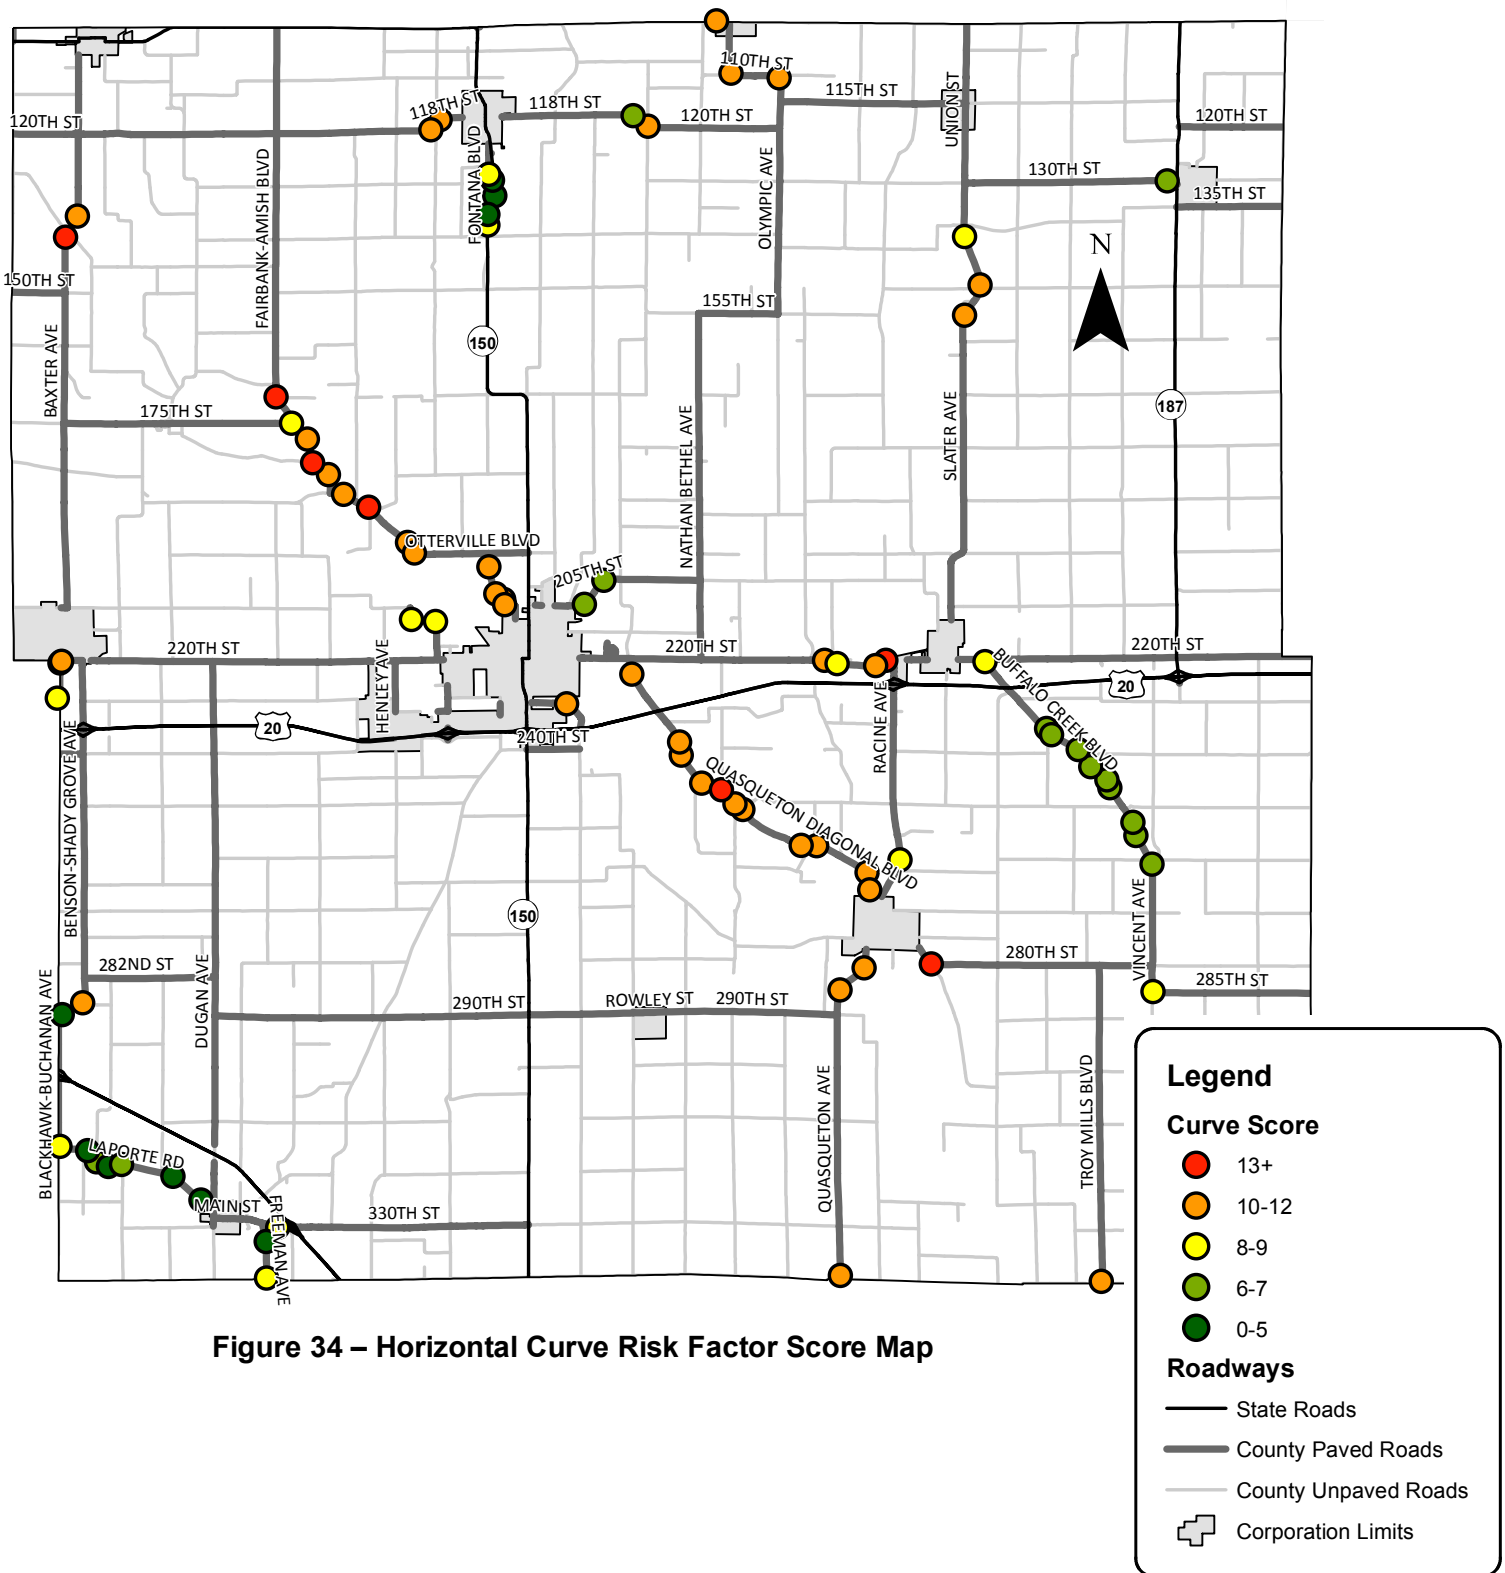 110TH ST
118TH ST
118TH ST
115TH ST
UNION ST
120TH ST
120TH ST
120TH ST
FONTANA BLVD
FAIRBANK-AMISH BLVD
OLYMPIC AVE
130TH ST
135TH ST
N
150TH ST
155TH ST
150
BAXTER AVE
175TH ST
187
NATHAN BETHEL AVE
SLATER AVE
OTTERVILLE BLVD
205TH ST
220TH ST
HENLEY AVE
220TH ST
220TH ST
BUFFALO CREEK BLVD
20
20
240TH ST
RACINE AVE
BENSON-SHADY GROVE AVE
QUASQUETON DIAGONAL BLVD
150
VINCENT AVE
282ND ST
DUGAN AVE
280TH ST
285TH ST
290TH ST
ROWLEY ST
290TH ST
BLACKHAWK-BUCHANAN AVE
QUASQUETON AVE
TROY MILLS BLVD
LAPORTE RD
MAIN ST
FREEMAN AVE
330TH ST
Legend
Curve Score
13+
10-12
8-9
6-7
0-5
Roadways
State Roads
County Paved Roads
County Unpaved Roads
Corporation Limits
Figure 34 – Horizontal Curve Risk Factor Score Map